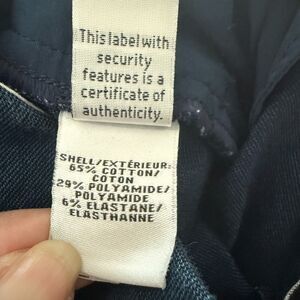 This label with
security
features is a
certificate of
authenticity.
SHELL/EXTÉRIEUR:
65% COTTON/
COTON
29% POLYAMIDE/
POLYAMIDE
6% ELASTANE/
ELASTHANNE